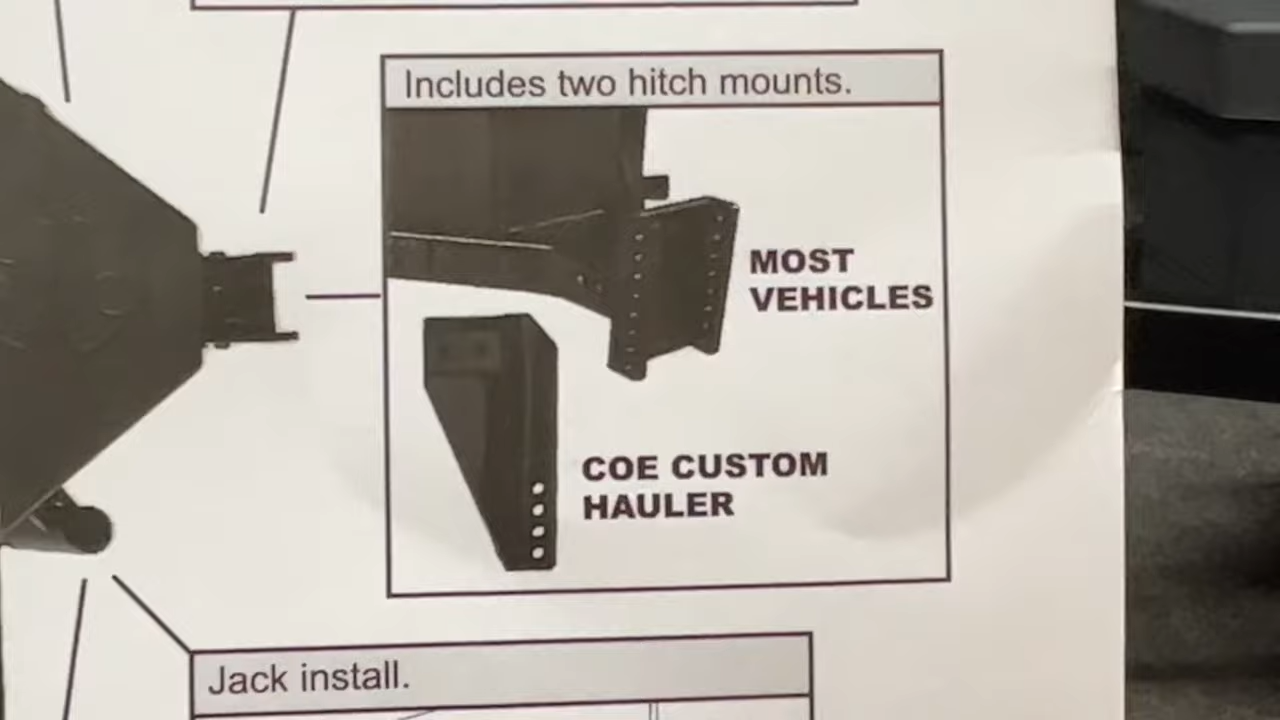 Includes two hitch mounts.
MOST
VEHICLES
COE CUSTOM
HAULER
Jack install.